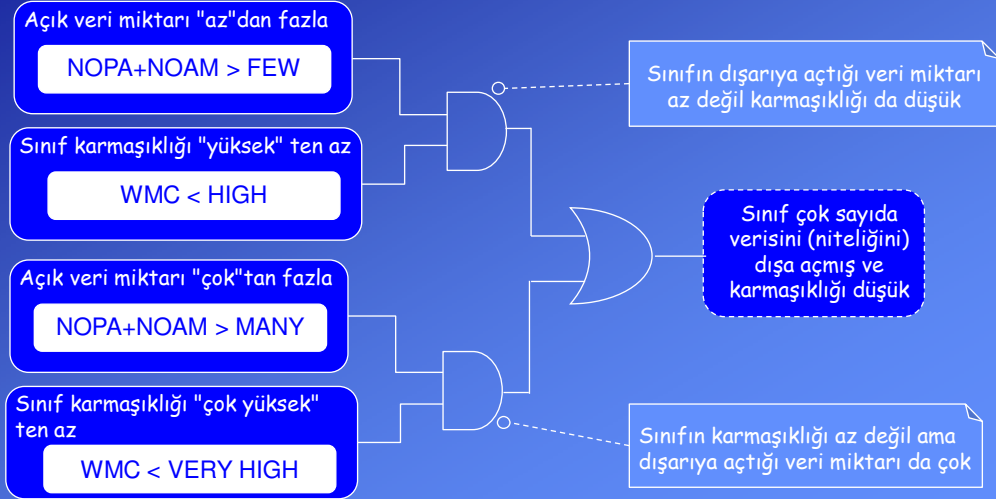 Açık veri miktarı "az"dan fazla
NOPA+NOAM > FEW
Sınıf karmaşıklığı "yüksek" ten az
WMC < HIGH
Açık veri miktarı "çok"tan fazla
NOPA+NOAM > MANY
Sınıf karmaşıklığı "çok yüksek"
ten az
WMC < VERY HIGH
Sınıfın dışarıya açtığı veri miktarı
az değil karmaşıklığı da düşük
Sınıf çok sayıda
verisini (niteliğini)
dışa açmış ve
karmaşıklığı düşük
Sınıfın karmaşıklığı az değil ama
dışarıya açtığı veri miktarı da çok